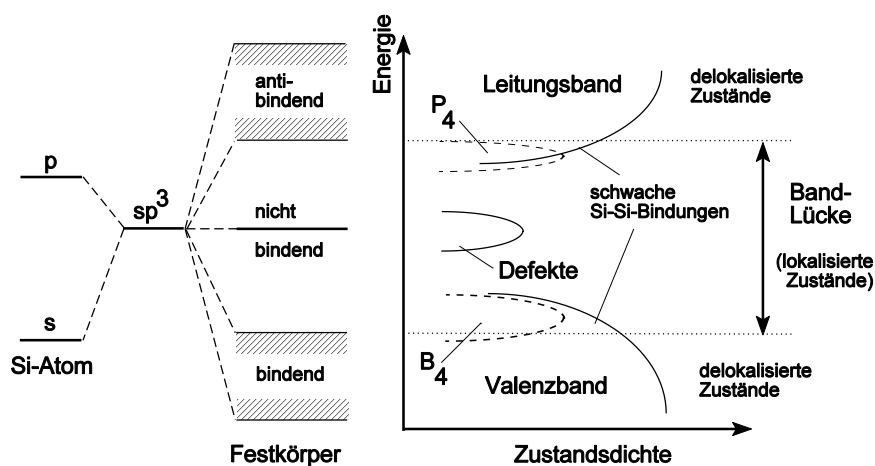 p
sp3
s
Si-Atom
anti-
bindend
nicht
bindend
bindend
Festkörper
Energie
Leitungsband
delokalisierte
Zustände
P4
schwache
Si-Si-Bindungen
Band-
Lücke
Defekte
(lokalisierte
Zustände)
B4
Valenzband
delokalisierte
Zustände
Zustandsdichte